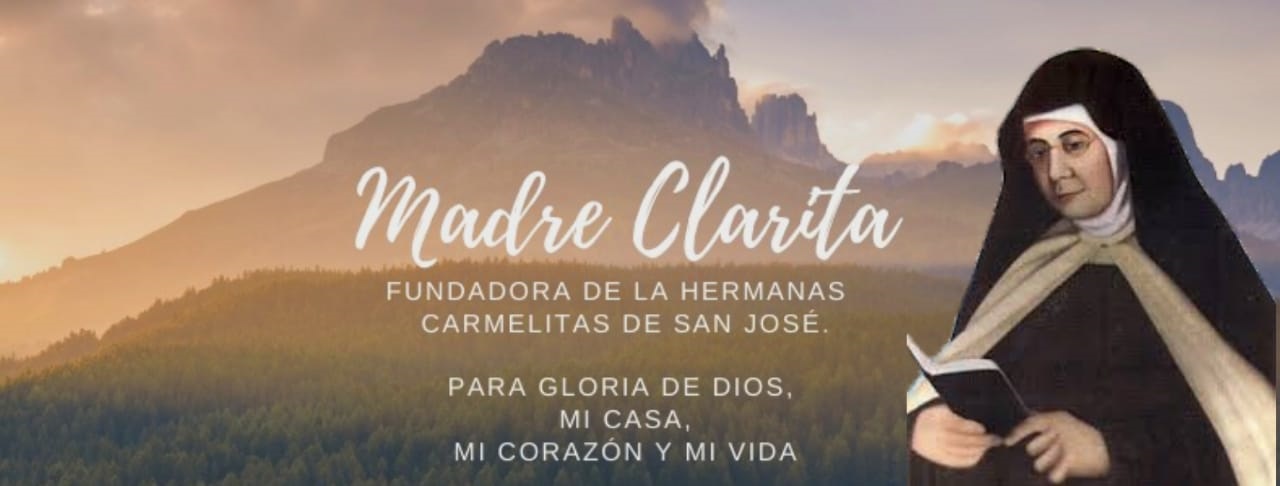 Madre Clarita
FUNDADORA DE LA HERMANAS
CARMELITAS DE SAN JOSÉ.
PARA GLORIA DE DIOS,
MI CASA,
MI CORAZÓN Y MI VIDA